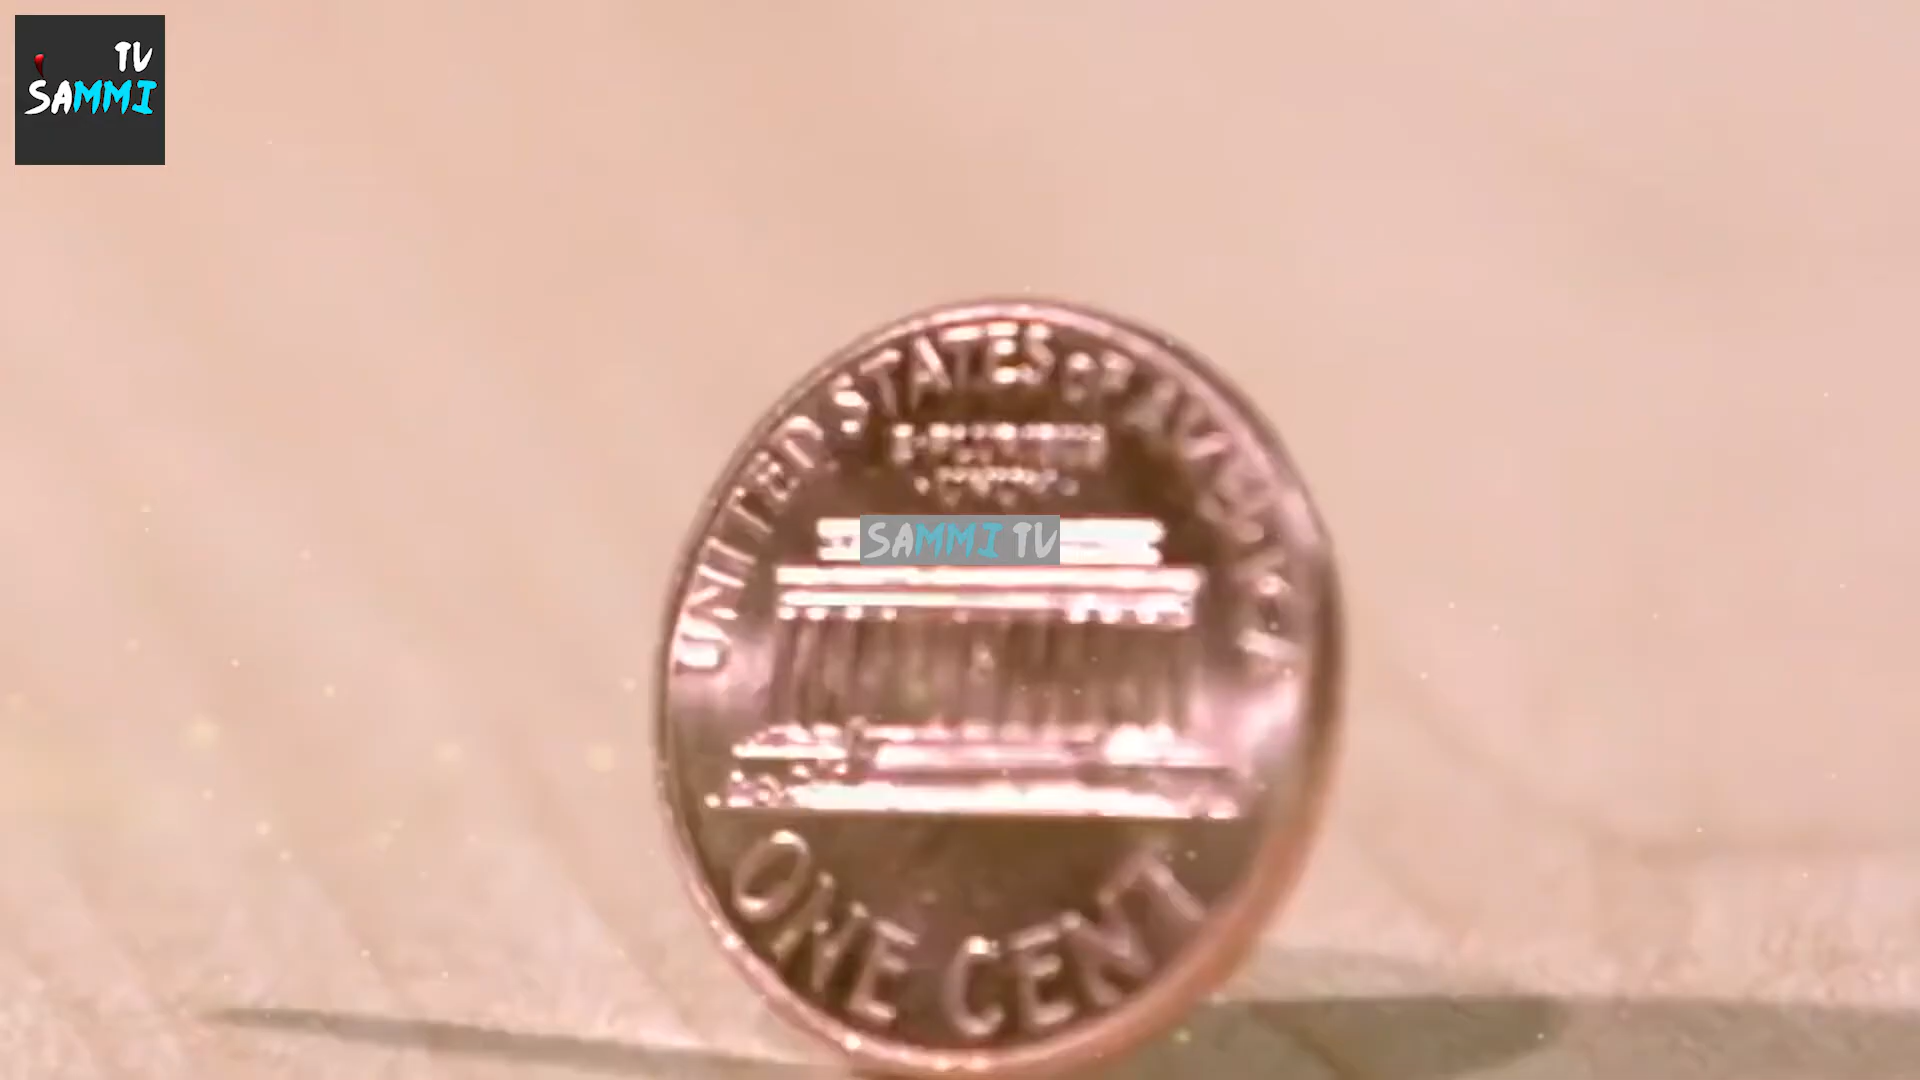 TV
SAMMI
UNITED STATES OF AMERICA
SAMMI TV
ONE CENT